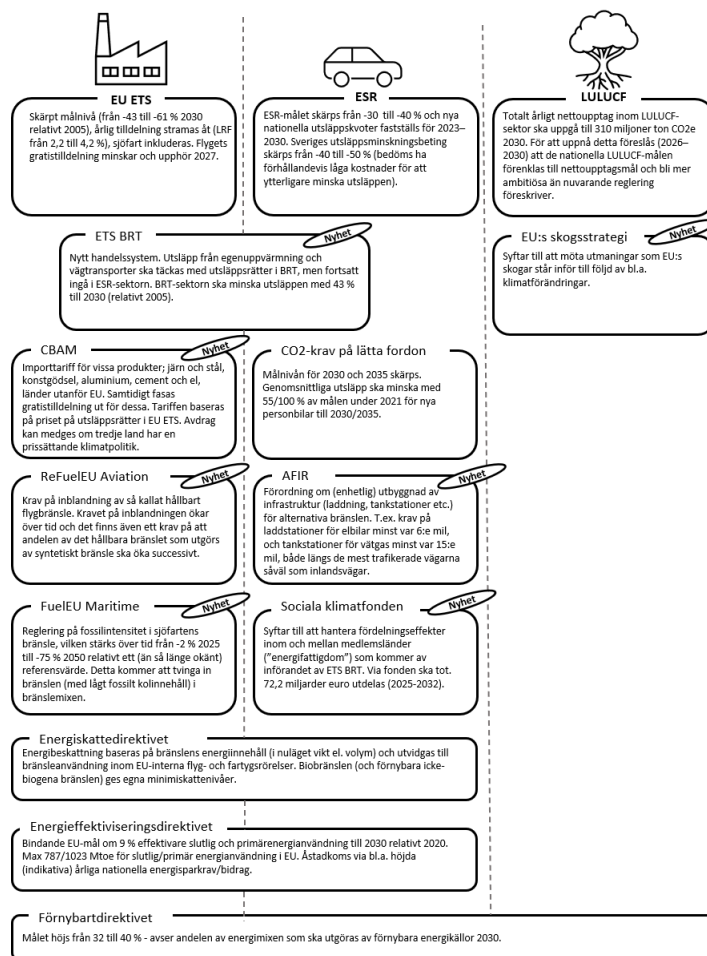 EU ETS
Skärpt målnivå (från -43 till -61 % 2030
relativt 2005), årlig tilldelning stramas åt (LRF
från 2,2 till 4,2 %), sjöfart inkluderas. Flygets
gratistilldelning minskar och upphör 2027.
ESR
ESR-målet skärps från -30 till -40 % och nya
nationella utsläppskvoter fastställs för 2023–
2030. Sveriges utsläppsminskningsbeting
skärps från -40 till -50 % (bedöms ha
förhållandevis låga kostnader för att
ytterligare minska utsläppen).
LULUCF
Totalt årligt nettoupptag inom LULUCF-
sektor ska uppgå till 310 miljoner ton CO2e
2030. För att uppnå detta föreslås (2026–
2030) att de nationella LULUCF-målen
förenklas till nettoupptagsmål och bli mer
ambitiösa än nuvarande reglering
föreskriver.
ETS BRT
Nyhet
Nytt handelssystem. Utsläpp från egenuppvärmning och
vägtransporter ska täckas med utsläppsrätter i BRT, men fortsatt
ingå i ESR-sektorn. BRT-sektorn ska minska utsläppen med 43 %
till 2030 (relativt 2005).
EU:s skogsstrategi
Nyhet
Syftar till att möta utmaningar som EU:s
skogar står inför till följd av bl.a.
klimatförändringar.
CBAM
Nyhet
Importtariff för vissa produkter; järn och stål,
konstgödsel, aluminium, cement och el,
länder utanför EU. Samtidigt fasas
gratistilldelning ut för dessa. Tariffen baseras
på priset på utsläppsrätter i EU ETS. Avdrag
kan medges om tredje land har en
prissättande klimatpolitik.
CO2-krav på lätta fordon
Målnivån för 2030 och 2035 skärps.
Genomsnittliga utsläpp ska minska med
55/100 % av målen under 2021 för nya
personbilar till 2030/2035.
ReFuelEU Aviation
Nyhet
Krav på inblandning av så kallat hållbart
flygbränsle. Kravet på inblandningen ökar
över tid och det finns även ett krav på att
andelen av det hållbara bränslet som utgörs
av syntetiskt bränsle ska öka successivt.
AFIR
Nyhet
Förordning om (enhetlig) utbyggnad av
infrastruktur (laddning, tankstationer etc.)
för alternativa bränslen. T.ex. krav på
laddstationer för elbilar minst var 6:e mil,
och tankstationer för vätgas minst var 15:e
mil, både längs de mest trafikerade vägarna
såväl som inlandsvägar.
FuelEU Maritime
Nyhet
Reglering på fossilintensitet i sjöfartens
bränsle, vilken stärks över tid från -2 % 2025
till -75 % 2050 relativt ett (än så länge okänt)
referensvärde. Detta kommer att tvinga in
bränslen (med lågt fossilt kolinnehåll) i
bränslemixen.
Sociala klimatfonden
Nyhet
Syftar till att hantera fördelningseffekter
inom och mellan medlemsländer
("energifattigdom") som kommer av
införandet av ETS BRT. Via fonden ska tot.
72,2 miljarder euro utdelas (2025-2032).
Energiskattedirektivet
Energibeskattning baseras på bränslens energiinnehåll (i nuläget vikt el. volym) och utvidgas till
bränsleanvändning inom EU-interna flyg- och fartygsrörelser. Biobränslen (och förnybara icke-
biogena bränslen) ges egna minimiskattenivåer.
Energieffektiviseringsdirektivet
Bindande EU-mål om 9 % effektivare slutlig och primärenergianvändning till 2030 relativt 2020.
Max 787/1023 Mtoe för slutlig/primär energianvändning i EU. Åstadkoms via bl.a. höjda
(indikativa) årliga nationella energisparkrav/bidrag.
Förnybartdirektivet
Målet höjs från 32 till 40 % - avser andelen av energimixen som ska utgöras av förnybara energikällor 2030.